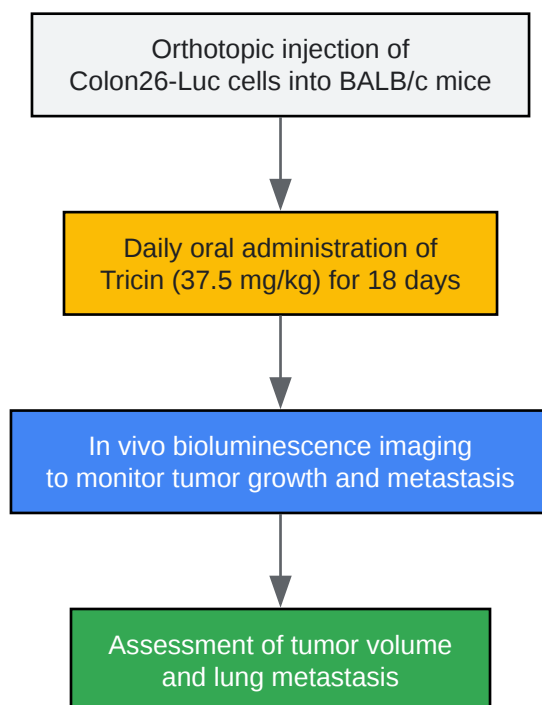 Orthotopic injection of
Colon26-Luc cells into BALB/c mice
Daily oral administration of
Tricin (37.5 mg/kg) for 18 days
In vivo bioluminescence imaging
to monitor tumor growth and metastasis
Assessment of tumor volume
and lung metastasis